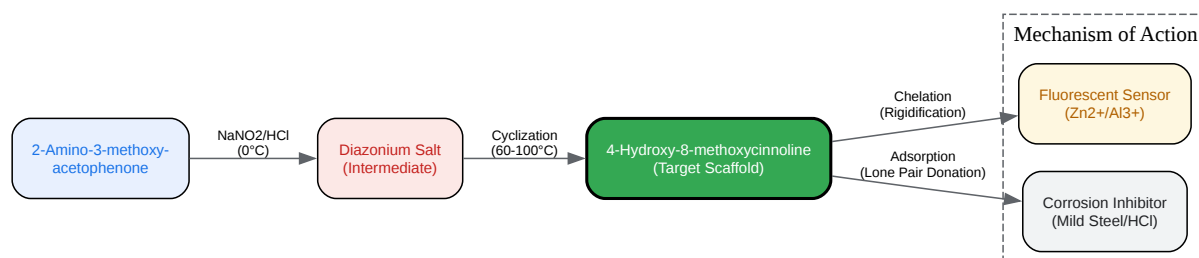 Mechanism of Action
2-Amino-3-methoxy-
acetophenone
NaNO2/HCl
(0°C)
Diazonium Salt
(Intermediate)
Cyclization
(60-100°C)
4-Hydroxy-8-methoxycinnoline
(Target Scaffold)
Chelation
(Rigidification)
Fluorescent Sensor
(Zn2+/Al3+)
Adsorption
(Lone Pair Donation)
Corrosion Inhibitor
(Mild Steel/HCl)